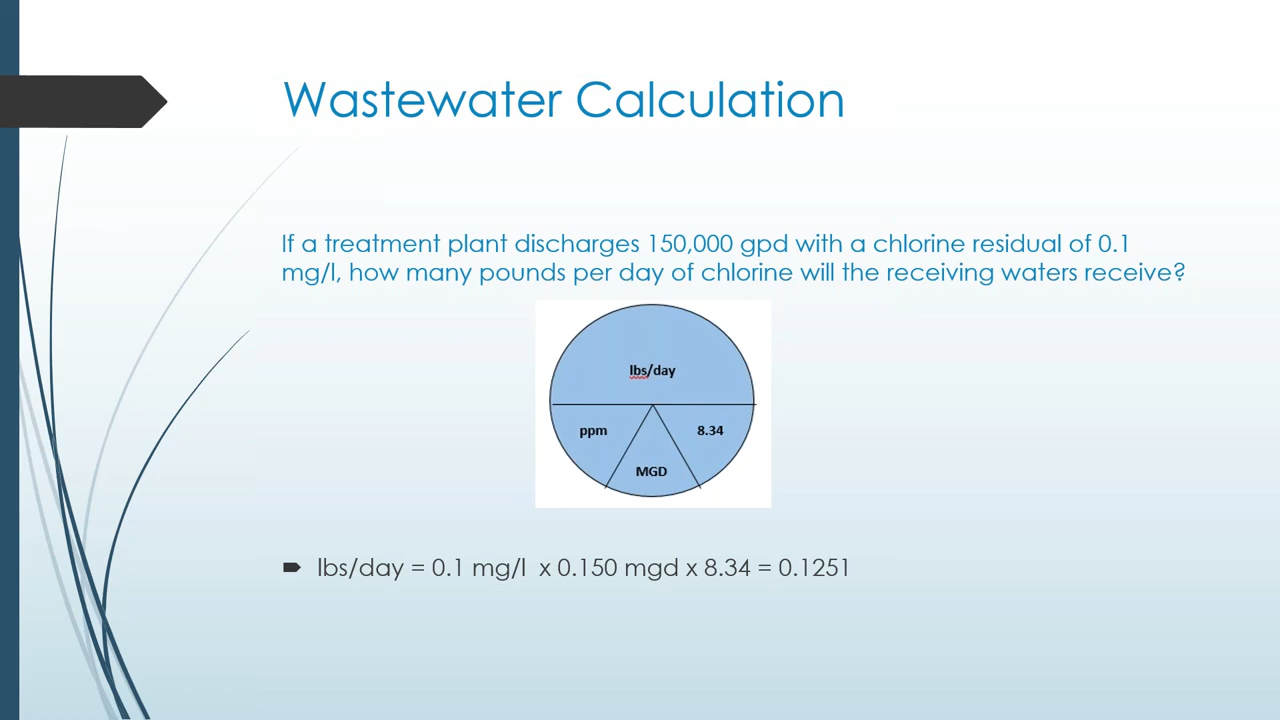 Wastewater Calculation
If a treatment plant discharges 150,000 gpd with a chlorine residual of 0.1
mg/l, how many pounds per day of chlorine will the receiving waters receive?
lbs/day
ppm
8.34
MGD
lbs/day = 0.1 mg/l x 0.150 mgd x 8.34 = 0.1251